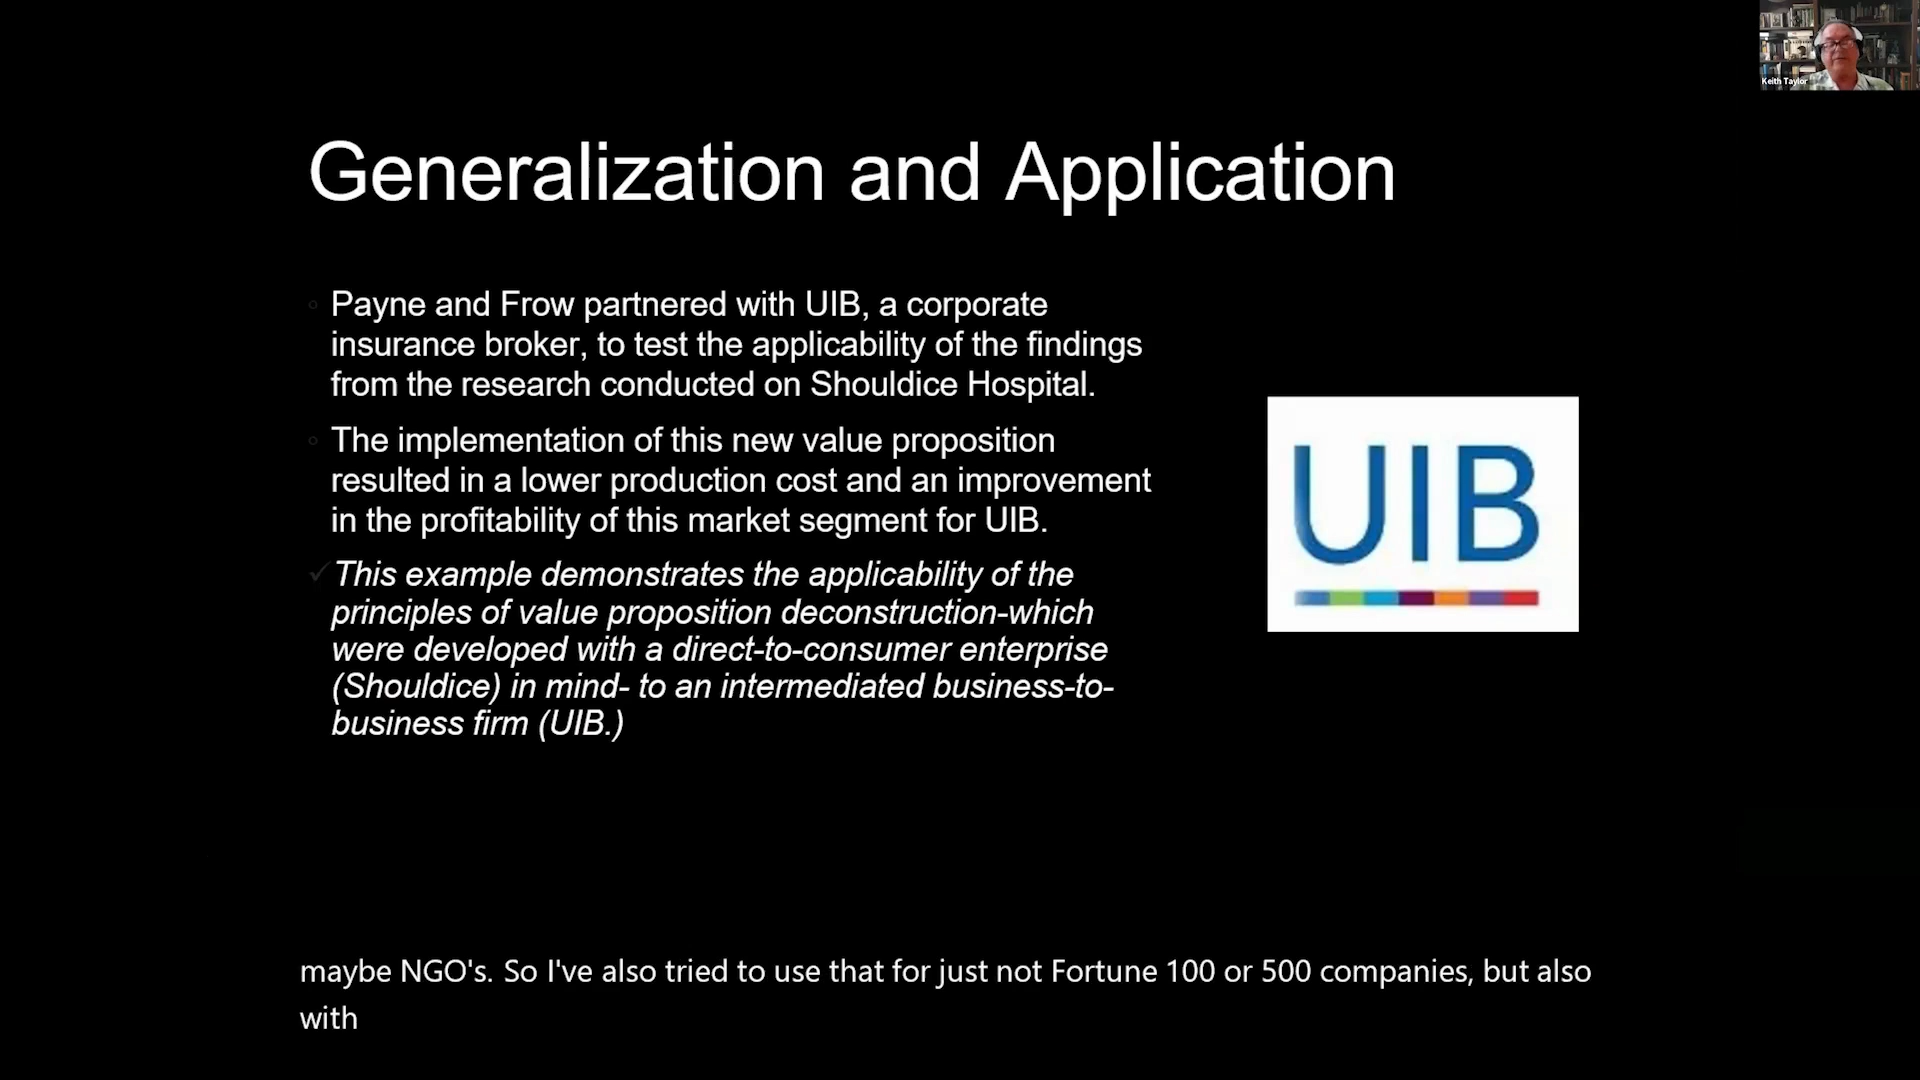 Keith Taylor
Generalization and Application
Payne and Frow partnered with UIB, a corporate
insurance broker, to test the applicability of the findings
from the research conducted on Shouldice Hospital.
The implementation of this new value proposition
resulted in a lower production cost and an improvement
in the profitability of this market segment for UIB.
This example demonstrates the applicability of the
principles of value proposition deconstruction-which
were developed with a direct-to-consumer enterprise
(Shouldice) in mind- to an intermediated business-to-
business firm (UIB.)
UIB
maybe NGO's. So I've also tried to use that for just not Fortune 100 or 500 companies, but also
with